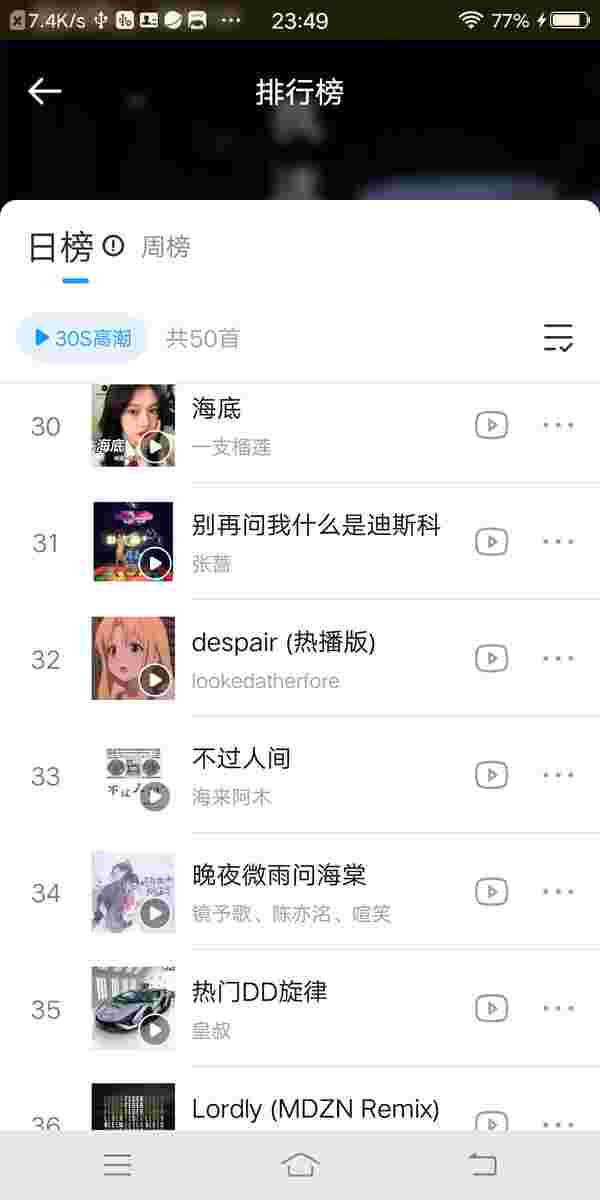 7.4K/s
23:49
77%
排行榜
日榜 周榜
30S高潮 共50首
30
海底
海底
一支榴莲
31
别再问我什么是迪斯科
张蔷
32
despair (热播版)
lookedatherfore
33
不过人间
海来阿木
34
晚夜微雨问海棠
镜予歌、陈亦洺、喧笑
35
热门DD旋律
皇叔
36
Lordly (MDZN Remix)